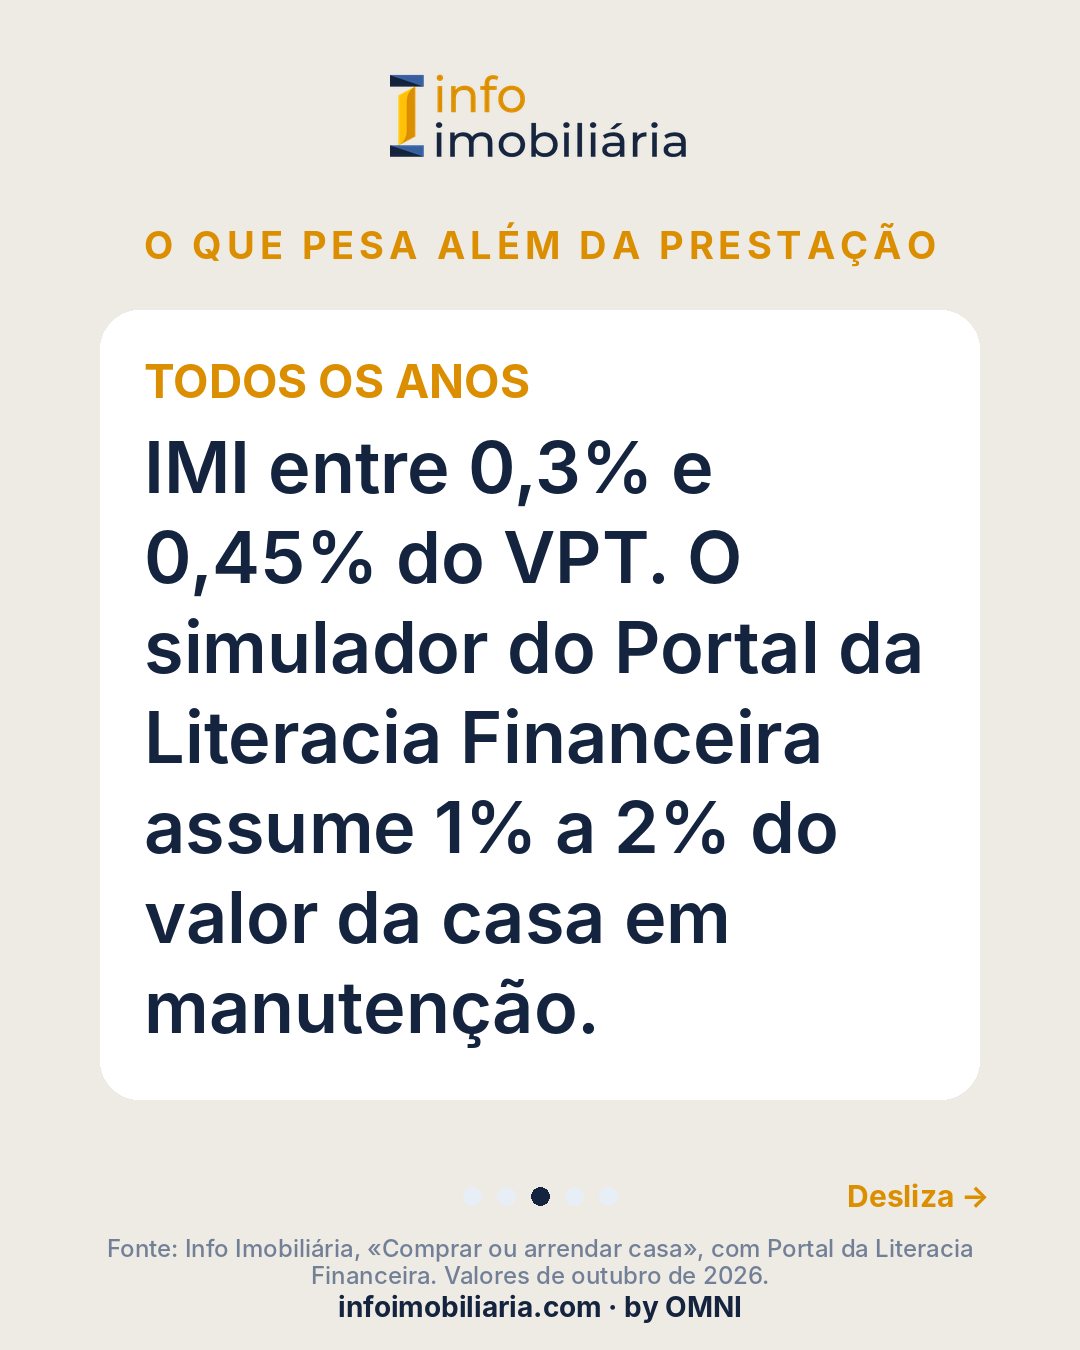 info
imobiliária
O QUE PESA ALÉM DA PRESTAÇÃO
TODOS OS ANOS
IMI entre 0,3% e
0,45% do VPT. O
simulador do Portal da
Literacia Financeira
assume 1% a 2% do
valor da casa em
manutenção.
Desliza →
Fonte: Info Imobiliária, «Comprar ou arrendar casa», com Portal da Literacia
Financeira. Valores de outubro de 2026.
infoimobiliaria.com · by OMNI